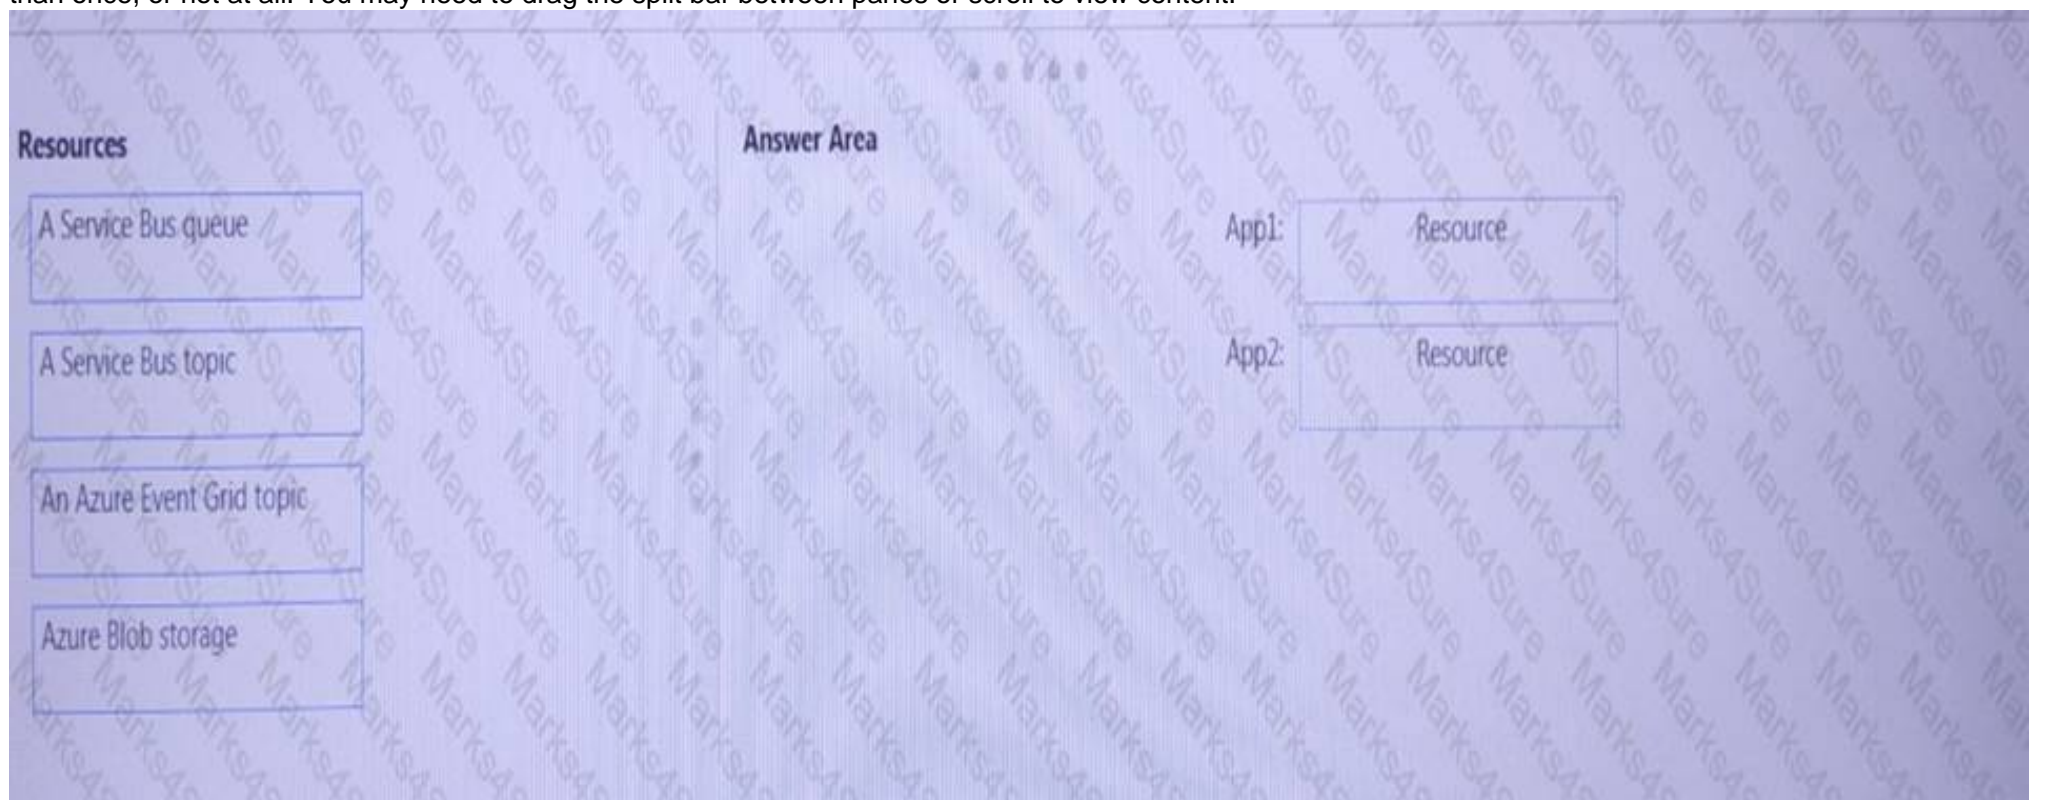 than once, or not at all. You may need to drag the split bar between panes or scroll to view content.
Resources
Answer Area
A Service Bus queue
App1:
Resource
A Service Bus topic
App2:
Resource
An Azure Event Grid topic
Azure Blob storage
Marks4Sure